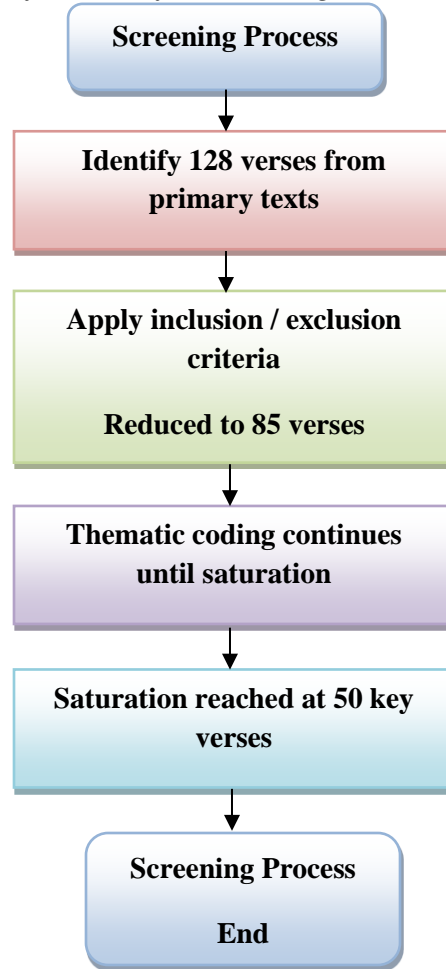 Screening Process
Identify 128 verses from
primary texts
Apply inclusion / exclusion
criteria
Reduced to 85 verses
Thematic coding continues
until saturation
Saturation reached at 50 key
verses
Screening Process
End